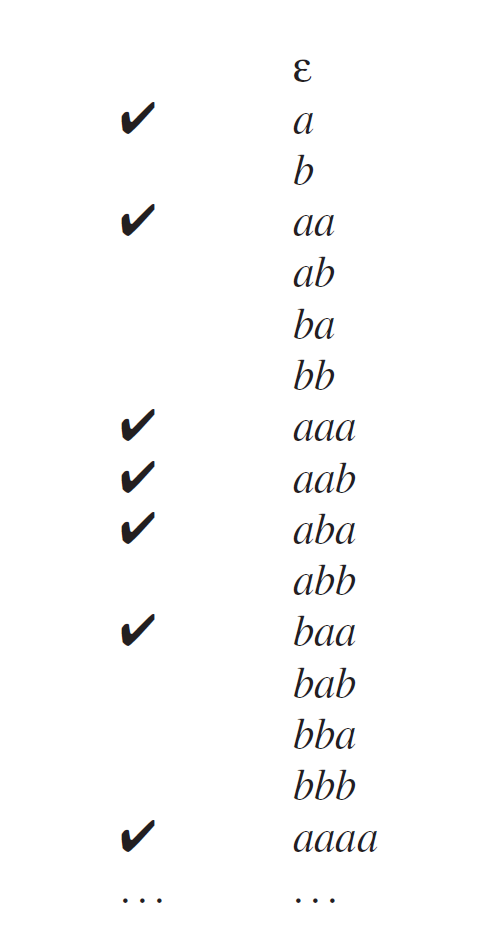 ε
✔ a
b
✔ aa
ab
ba
bb
✔ aaa
✔ aab
✔ aba
abb
✔ baa
bab
bba
bbb
✔ aaaa
... ...